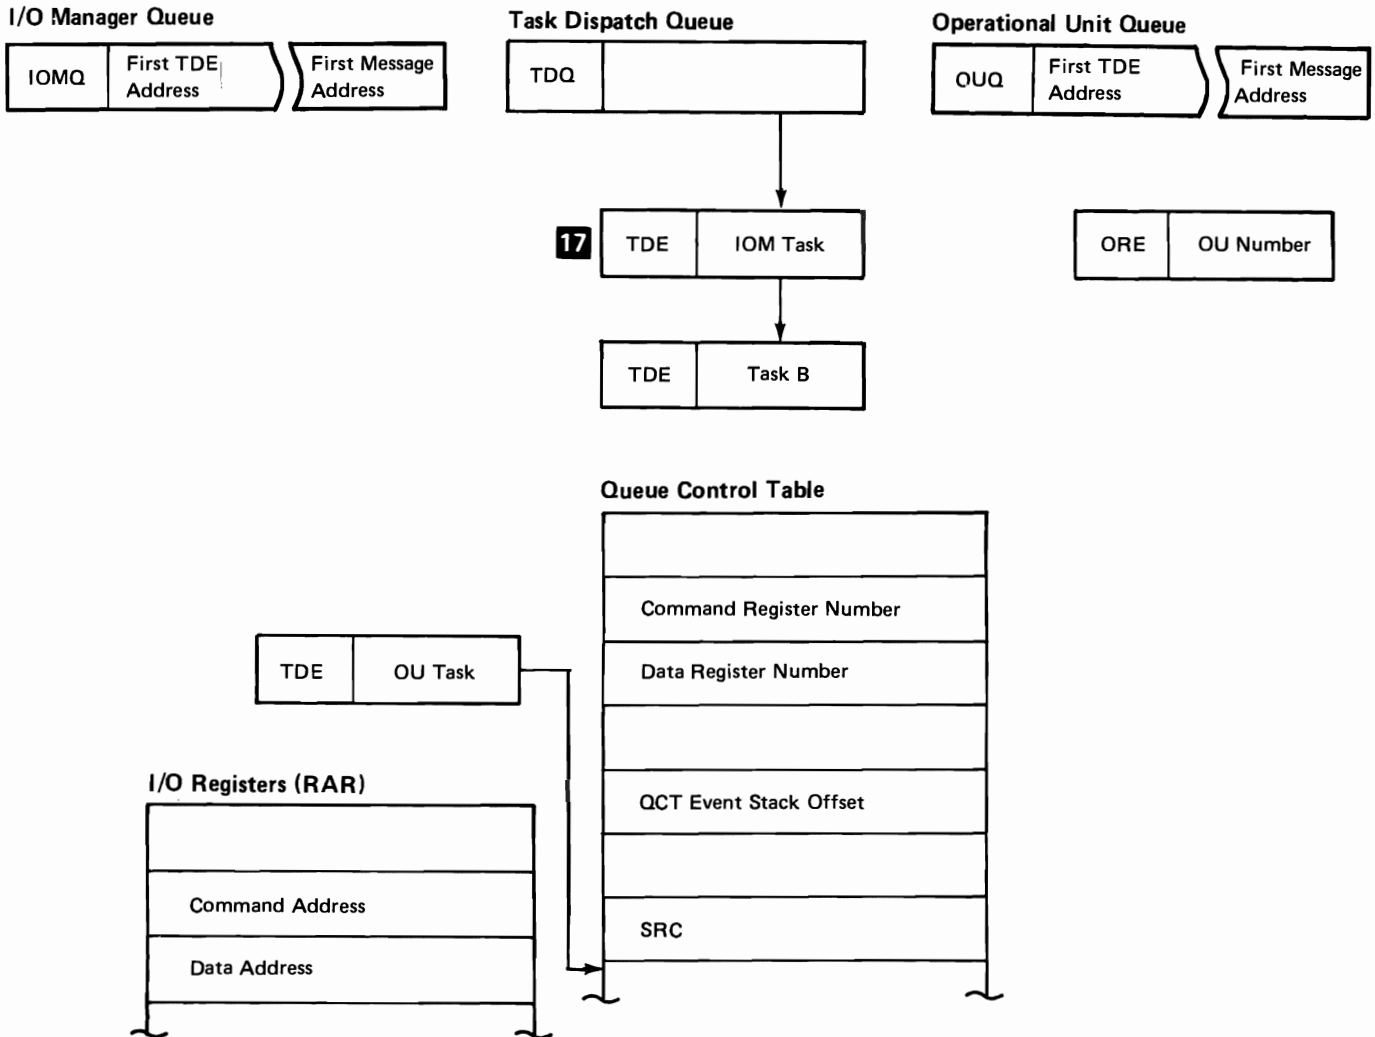 I/O Manager Queue
Task Dispatch Queue
Operational Unit Queue
IOMQ
First TDE
Address
First Message
Address
TDQ
OUQ
First TDE
Address
First Message
Address
17
TDE
IOM Task
ORE
OU Number
TDE
Task B
Queue Control Table
Command Register Number
TDE
OU Task
Data Register Number
I/O Registers (RAR)
QCT Event Stack Offset
Command Address
SRC
Data Address